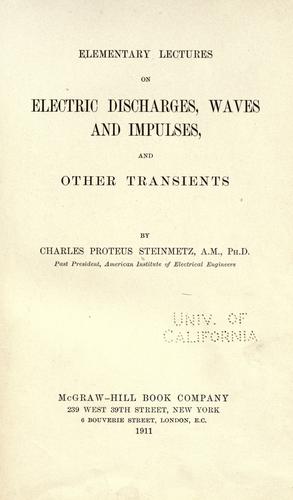 ELEMENTARY LECTURES
ON
ELECTRIC DISCHARGES, WAVES
AND IMPULSES,
AND
OTHER TRANSIENTS
BY
CHARLES PROTEUS STEINMETZ, A.M., PH.D.
Past President, American Institute of Electrical Engineers
UNIV. OF
CALIFORNIA
McGRAW-HILL BOOK COMPANY
239 WEST 39TH STREET, NEW YORK
6 BOUVERIE STREET, LONDON, E.C.
1911